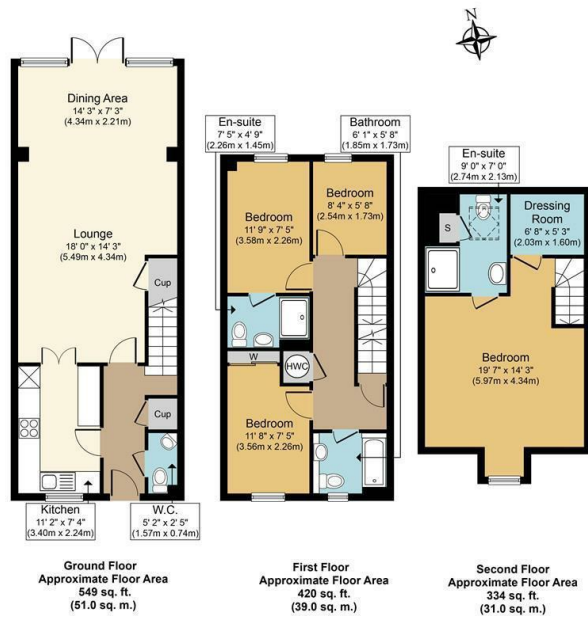 N
Dining Area
14' 3" x 7' 3"
(4.34m x 2.21m)
Lounge
18' 0" x 14' 3"
(5.49m x 4.34m)
Cup
Cup
Kitchen
11' 2" x 7' 4"
(3.40m x 2.24m)
W.C.
5' 2" x 2' 5"
(1.57m x 0.74m)
Ground Floor
Approximate Floor Area
549 sq. ft.
(51.0 sq. m.)
En-suite
7' 5" x 4' 9"
(2.26m x 1.45m)
Bathroom
6' 1" x 5' 8"
(1.85m x 1.73m)
Bedroom
11' 9" x 7' 5"
(3.58m x 2.26m)
Bedroom
8' 4" x 5' 8"
(2.54m x 1.73m)
W
HWC
Bedroom
11' 8" x 7' 5"
(3.56m x 2.26m)
First Floor
Approximate Floor Area
420 sq. ft.
(39.0 sq. m.)
En-suite
9' 0" x 7' 0"
(2.74m x 2.13m)
S
Dressing
Room
6' 8" x 5' 3"
(2.03m x 1.60m)
Bedroom
19' 7" x 14' 3"
(5.97m x 4.34m)
Second Floor
Approximate Floor Area
334 sq. ft.
(31.0 sq. m.)